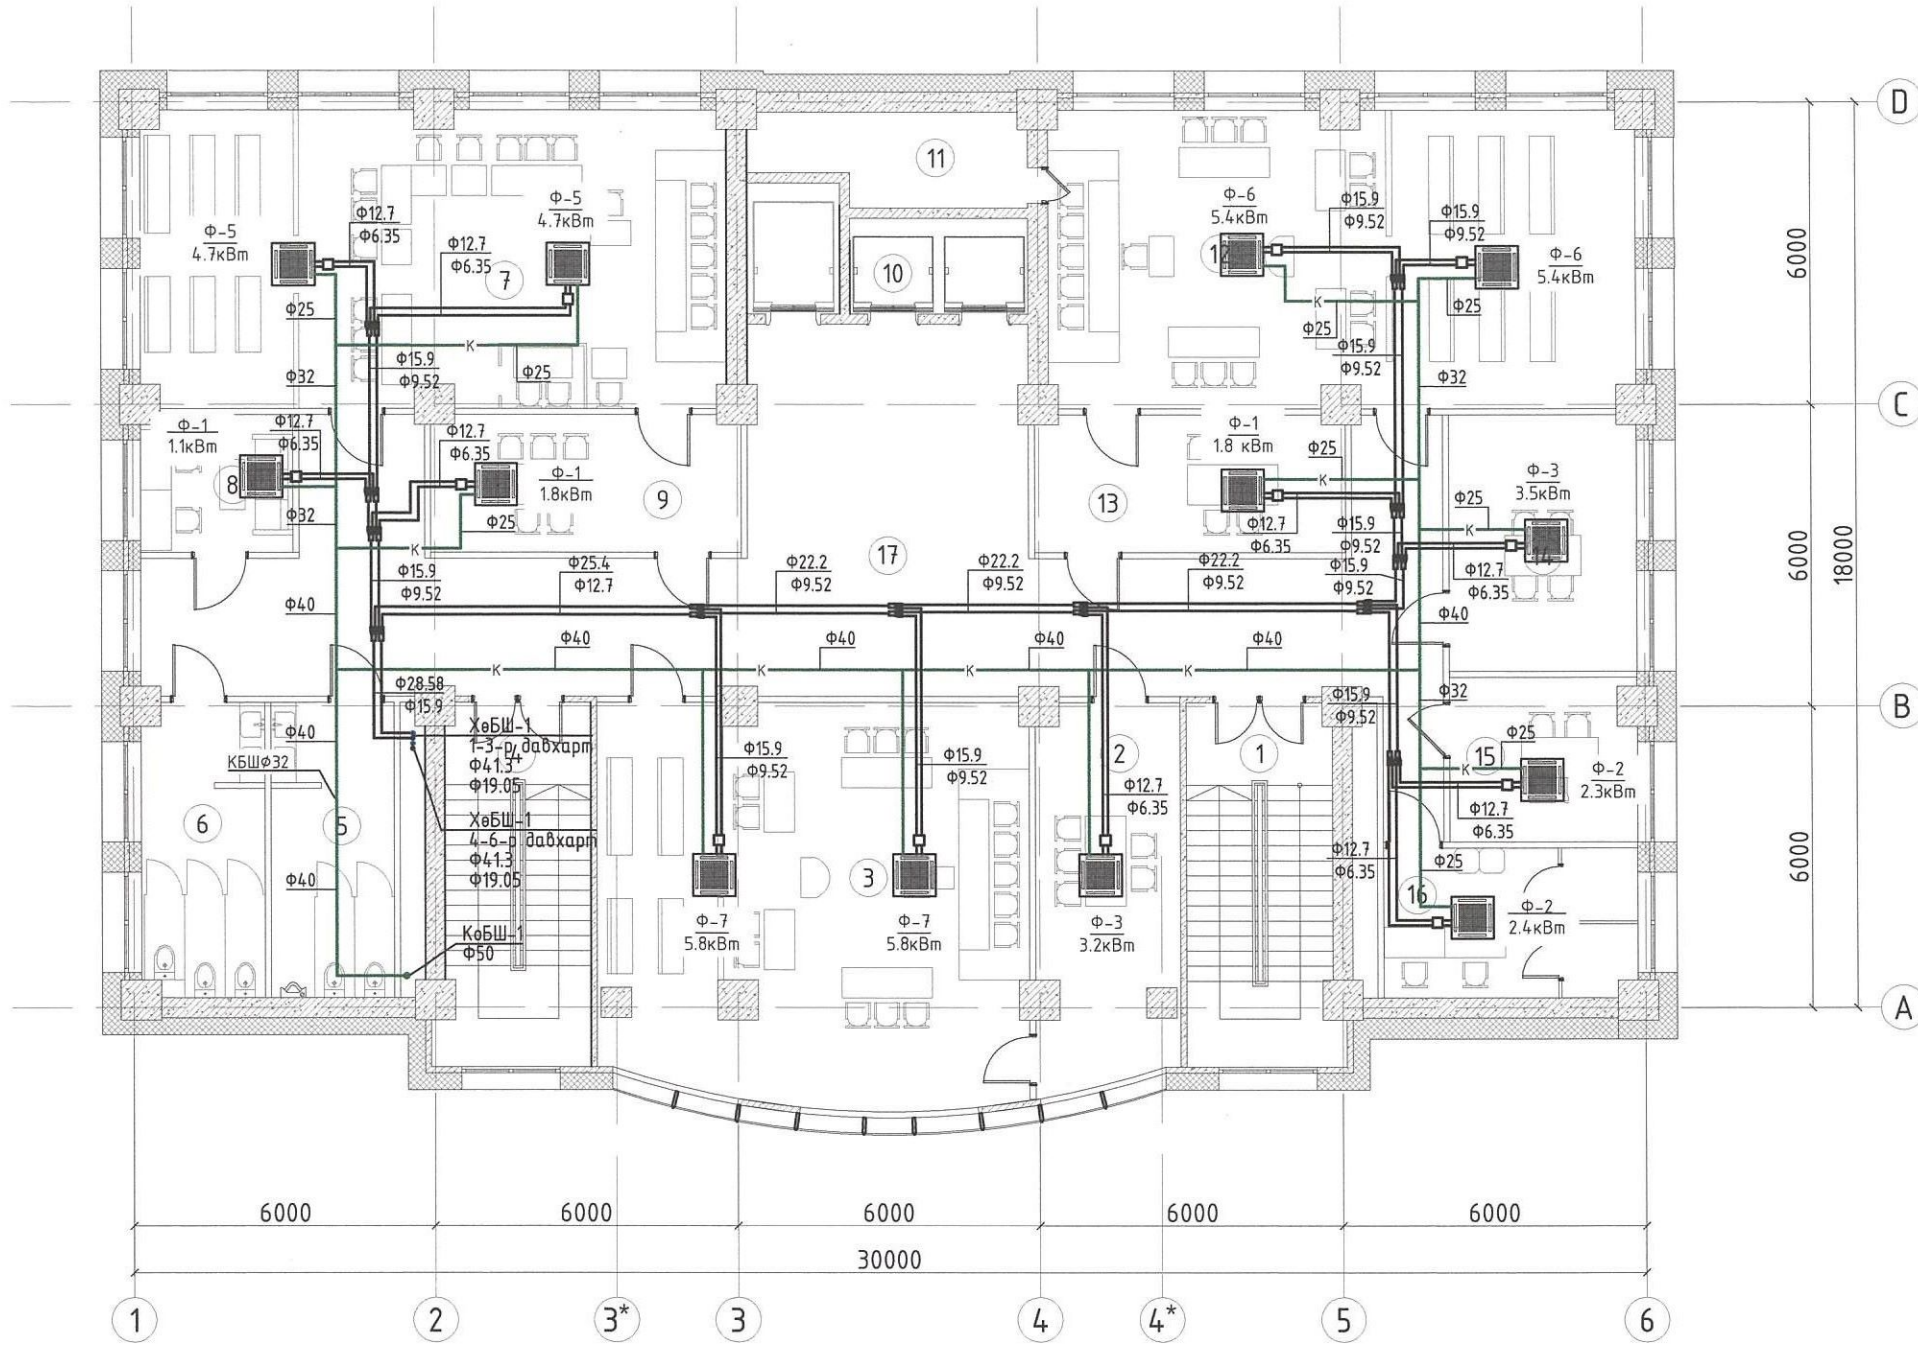 D
11
Ф-5
4.7кВт
Ф12.7
Ф6.35
Ф-5
4.7кВт
Ф12.7
Ф6.35
7
10
Ф-6
5.4кВт
12
Ф15.9
Ф9.52
Ф15.9
Ф9.52
Ф-6
5.4кВт
6000
Ф25
К
Ф25
К
Ф25
Ф25
Ф15.9
Ф9.52
Ф15.9
Ф9.52
Ф32
Ф32
C
Ф-1
1.1кВт
Ф12.7
Ф6.35
8
Ф12.7
Ф6.35
Ф-1
1.8кВт
9
13
Ф-1
1.8 кВт
Ф25
К
Ф-3
3.5кВт
Ф25
К
14
Ф32
Ф25
К
Ф12.7
Ф6.35
Ф15.9
Ф9.52
17
Ф15.9
Ф9.52
Ф25.4
Ф12.7
Ф22.2
Ф9.52
Ф22.2
Ф9.52
Ф22.2
Ф9.52
Ф15.9
Ф9.52
Ф12.7
Ф6.35
6000
18000
Ф40
Ф40
Ф40
Ф40
Ф40
Ф40
К
К
К
К
Ф28.58
Ф15.9
Ф32
Ф15.9
Ф9.52
B
Ф40
ХөБШ-1
1-3-р давхарт
Ф41.3
Ф19.05
4
КБШФ32
Ф15.9
Ф9.52
Ф15.9
Ф9.52
2
1
Ф12.7
Ф6.35
Ф25
К
15
Ф-2
2.3кВт
Ф12.7
Ф6.35
6
5
ХөБШ-1
4-6-р давхарт
Ф41.3
Ф19.05
Ф40
3
Ф12.7
Ф6.35
Ф25
16
6000
Ф-7
5.8кВт
Ф-7
5.8кВт
Ф-3
3.2кВт
Ф-2
2.4кВт
КөБШ-1
Ф50
A
6000
6000
6000
6000
6000
30000
1
2
3*
3
4
4*
5
6